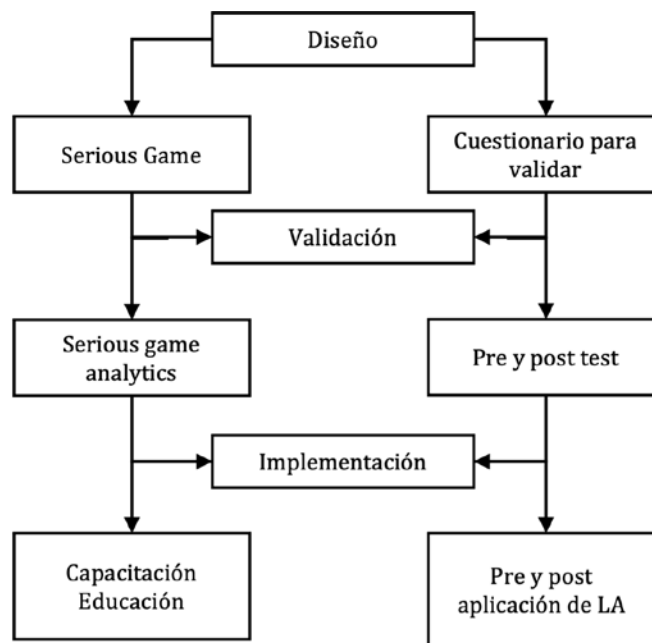 Diseño
Serious Game
Cuestionario para
validar
Validación
Serious game
analytics
Pre y post test
Implementación
Capacitación
Educación
Pre y post
aplicación de LA